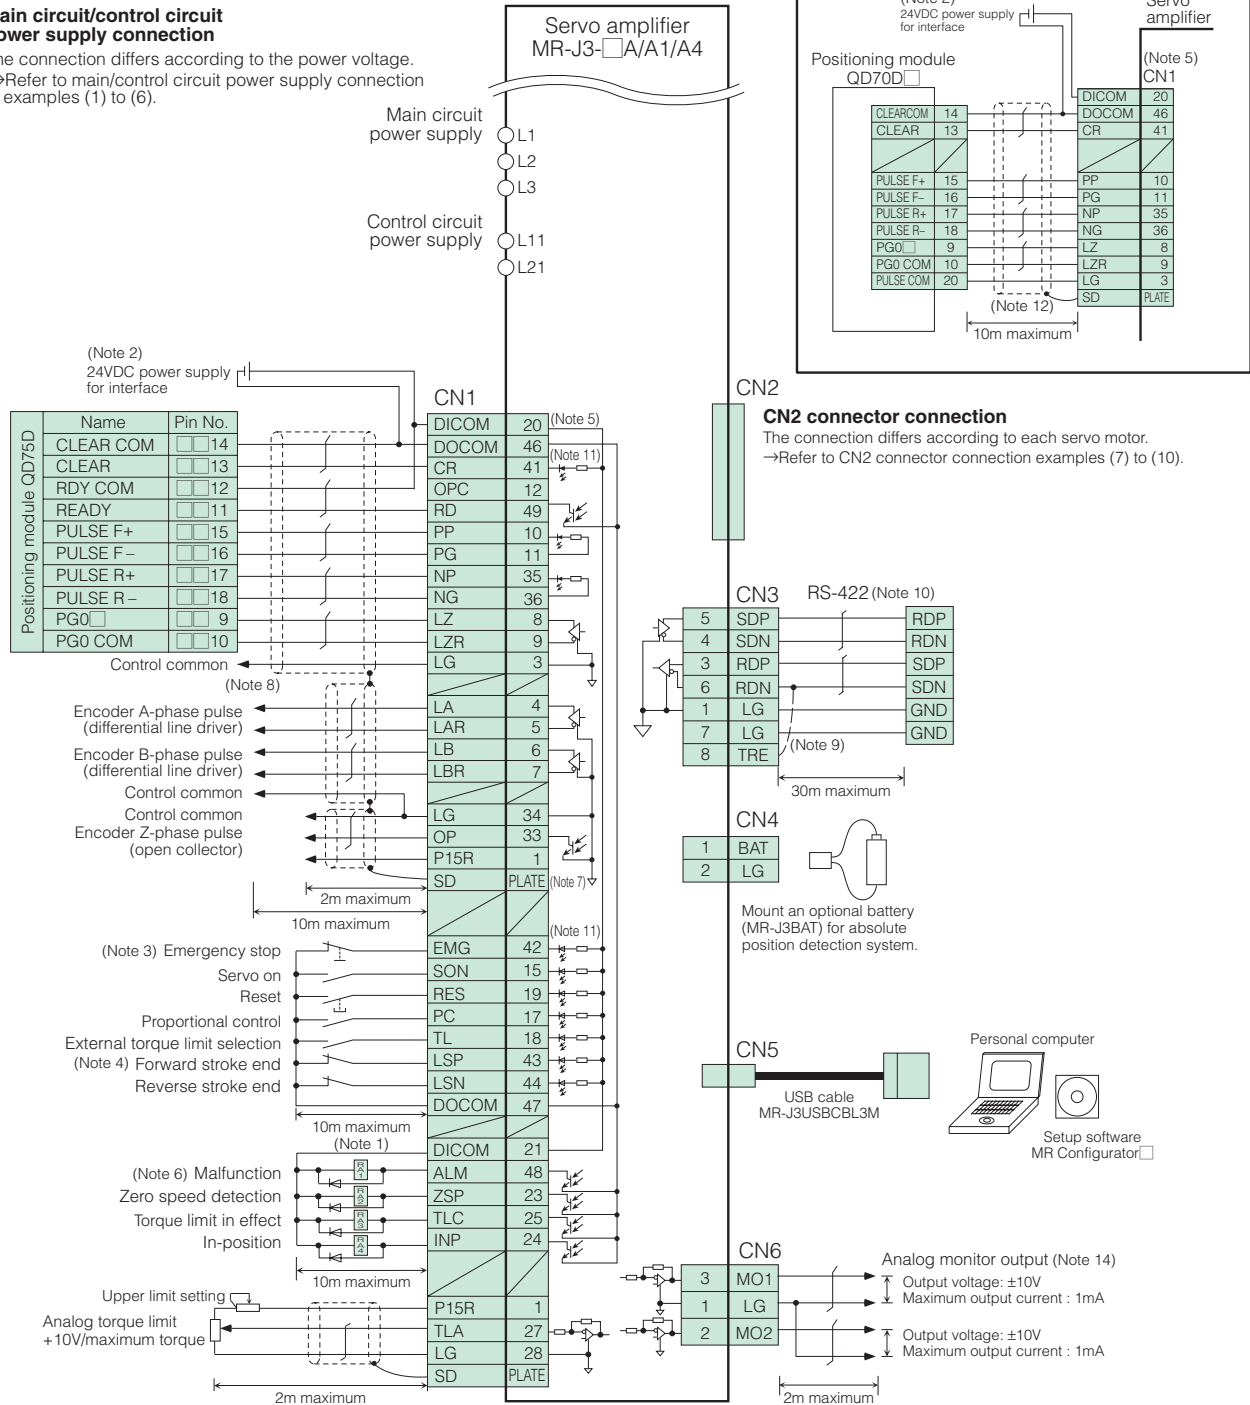 ain circuit/control circuit
ower supply connection
he connection differs according to the power voltage.
→Refer to main/control circuit power supply connection
examples (1) to (6).
Servo amplifier
MR-J3-□A/A1/A4
Main circuit
power supply
L1
L2
L3
Control circuit
power supply
L11
L21
(Note 2)
24VDC power supply
for interface
Servo
amplifier
Positioning module
QD70D□
(Note 5)
CN1
DICOM 20
CLEARCOM 14 DOCOM 46
CLEAR 13 CR 41
PULSE F+ 15 PP 10
PULSE F– 16 PG 11
PULSE R+ 17 NP 35
PULSE R– 18 NG 36
PG0□ 9 LZ 8
PG0 COM 10 LZR 9
PULSE COM 20 LG 3
SD PLATE
(Note 12)
10m maximum
(Note 2)
24VDC power supply
for interface
CN1
Positioning module QD75D
Name Pin No.
CLEAR COM □□14
CLEAR □□13
RDY COM □□12
READY □□11
PULSE F+ □□15
PULSE F– □□16
PULSE R+ □□17
PULSE R– □□18
PG0□ □□ 9
PG0 COM □□10
Control common
(Note 8)
Encoder A-phase pulse
(differential line driver)
Encoder B-phase pulse
(differential line driver)
Control common
Control common
Encoder Z-phase pulse
(open collector)
2m maximum
10m maximum
DICOM 20 (Note 5)
DOCOM 46
CR 41 (Note 11)
OPC 12
RD 49
PP 10
PG 11
NP 35
NG 36
LZ 8
LZR 9
LG 3
LA 4
LAR 5
LB 6
LBR 7
LG 34
OP 33
P15R 1
SD PLATE (Note 7)
(Note 11)
(Note 3) Emergency stop EMG 42
Servo on SON 15
Reset RES 19
Proportional control PC 17
External torque limit selection TL 18
(Note 4) Forward stroke end LSP 43
Reverse stroke end LSN 44
DOCOM 47
10m maximum
(Note 1)
DICOM 21
(Note 6) Malfunction RA1 ALM 48
Zero speed detection RA2 ZSP 23
Torque limit in effect RA3 TLC 25
In-position RA4 INP 24
10m maximum
Upper limit setting
Analog torque limit
+10V/maximum torque
P15R 1
TLA 27
LG 28
SD PLATE
2m maximum
CN2
CN2 connector connection
The connection differs according to each servo motor.
→Refer to CN2 connector connection examples (7) to (10).
CN3 RS-422 (Note 10)
5 SDP RDP
4 SDN RDN
3 RDP SDP
6 RDN SDN
1 LG GND
7 LG GND
8 TRE
(Note 9)
30m maximum
CN4
1 BAT
2 LG
Mount an optional battery
(MR-J3BAT) for absolute
position detection system.
CN5
USB cable
MR-J3USBCBL3M
Personal computer
Setup software
MR Configurator□
CN6
3 MO1
1 LG
2 MO2
Analog monitor output (Note 14)
Output voltage: ±10V
Maximum output current : 1mA
Output voltage: ±10V
Maximum output current : 1mA
2m maximum